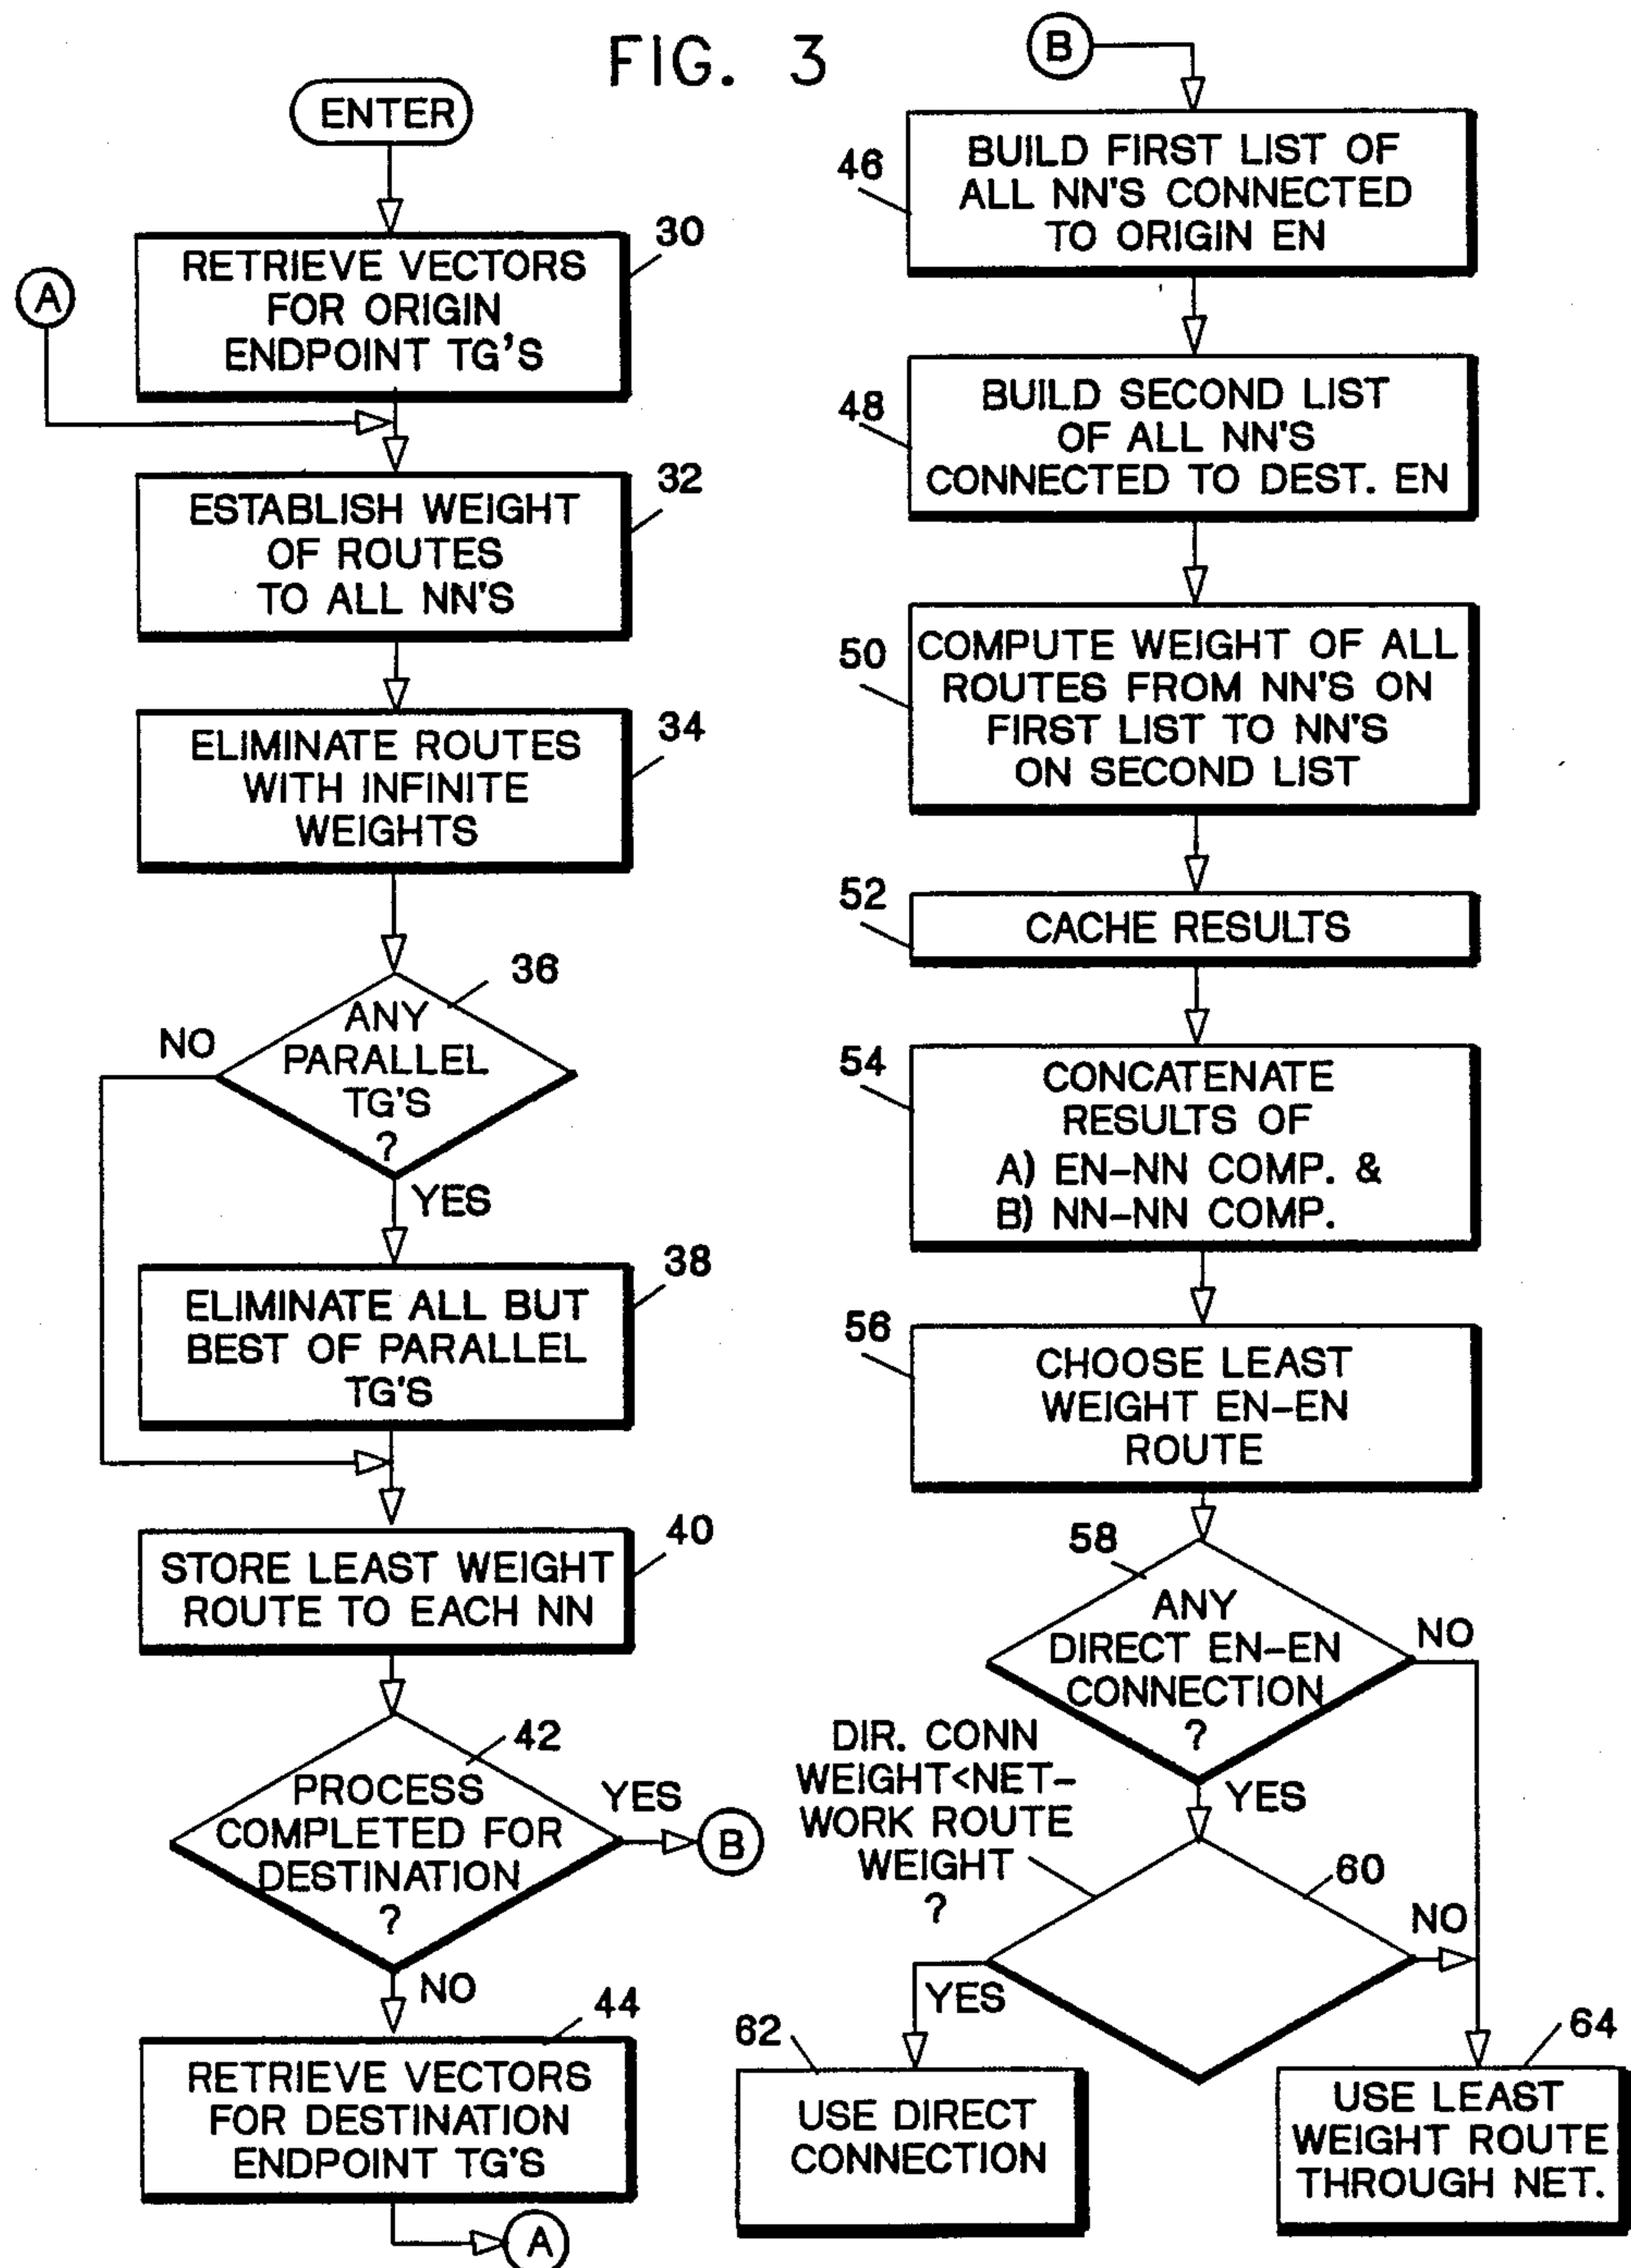 FIG. 3
ENTER
30
RETRIEVE VECTORS
FOR ORIGIN
ENDPOINT TG'S
A
32
ESTABLISH WEIGHT
OF ROUTES
TO ALL NN'S
34
ELIMINATE ROUTES
WITH INFINITE
WEIGHTS
36
ANY
PARALLEL
TG'S
?
NO
YES
38
ELIMINATE ALL BUT
BEST OF PARALLEL
TG'S
40
STORE LEAST WEIGHT
ROUTE TO EACH NN
42
PROCESS
COMPLETED FOR
DESTINATION
?
YES
B
NO
44
RETRIEVE VECTORS
FOR DESTINATION
ENDPOINT TG'S
A
B
46
BUILD FIRST LIST OF
ALL NN'S CONNECTED
TO ORIGIN EN
48
BUILD SECOND LIST
OF ALL NN'S
CONNECTED TO DEST. EN
50
COMPUTE WEIGHT OF ALL
ROUTES FROM NN'S ON
FIRST LIST TO NN'S
ON SECOND LIST
52
CACHE RESULTS
54
CONCATENATE
RESULTS OF
A) EN-NN COMP. &
B) NN-NN COMP.
56
CHOOSE LEAST
WEIGHT EN-EN
ROUTE
58
ANY
DIRECT EN-EN
CONNECTION
?
NO
YES
DIR. CONN
WEIGHT<NET-
WORK ROUTE
WEIGHT
?
60
NO
YES
62
USE DIRECT
CONNECTION
64
USE LEAST
WEIGHT ROUTE
THROUGH NET.